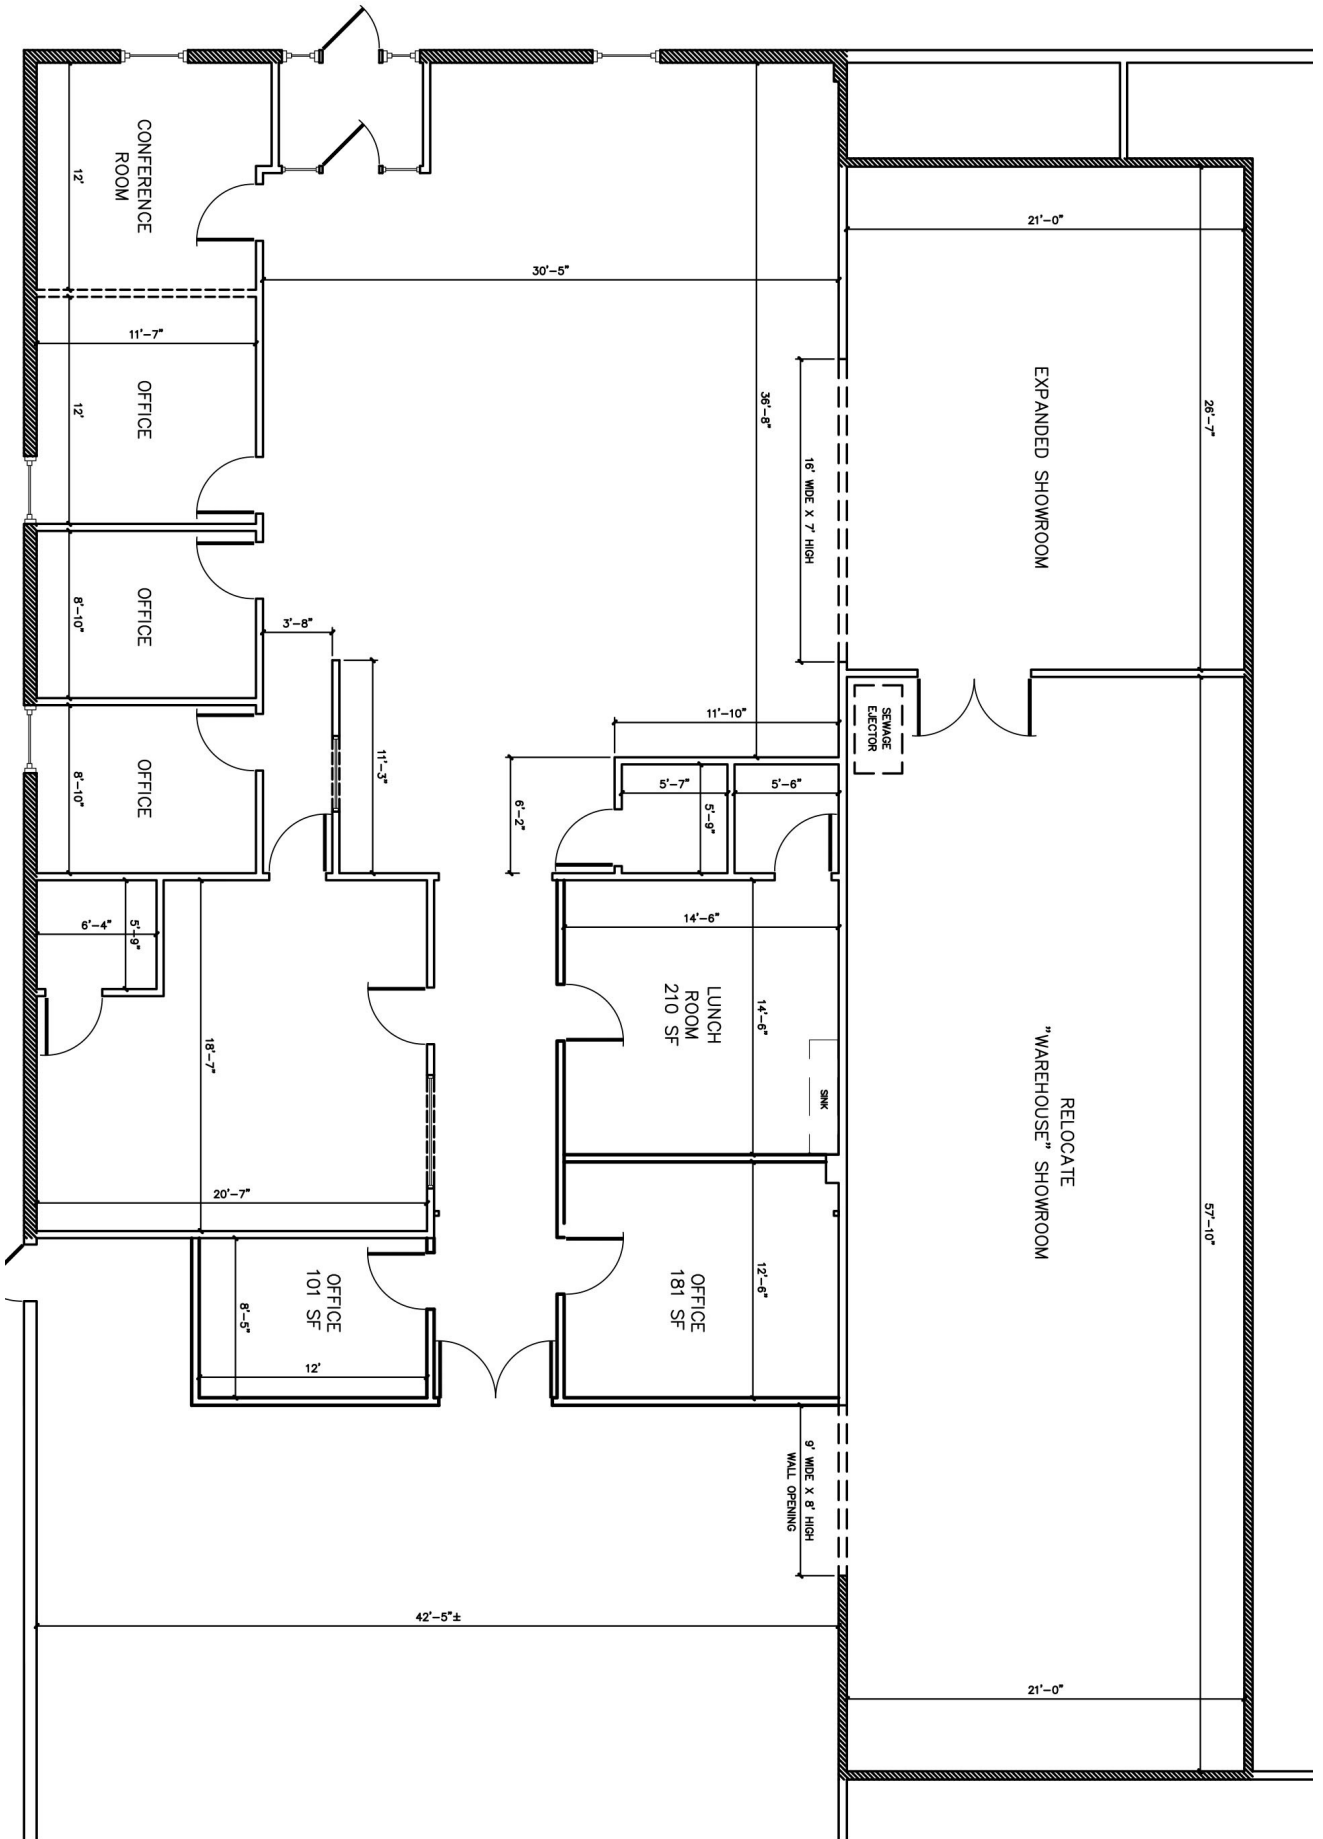 CONFERENCE
ROOM
12'
21'-0"
30'-5"
11'-7"
OFFICE
12'
36'-8"
16' WIDE X 7' HIGH
EXPANDED SHOWROOM
26'-7"
OFFICE
8'-10"
3'-8"
11'-10"
SEWAGE
EJECTOR
OFFICE
8'-10"
11'-3"
6'-2"
5'-7"
5'-9"
5'-6"
6'-4"
5'-9"
14'-6"
LUNCH
ROOM
210 SF
14'-6"
SINK
18'-7"
20'-7"
RELOCATE
"WAREHOUSE" SHOWROOM
57'-10"
OFFICE
101 SF
8'-5"
12'
OFFICE
181 SF
12'-6"
9' WIDE X 8' HIGH
WALL OPENING
42'-5"±
21'-0"